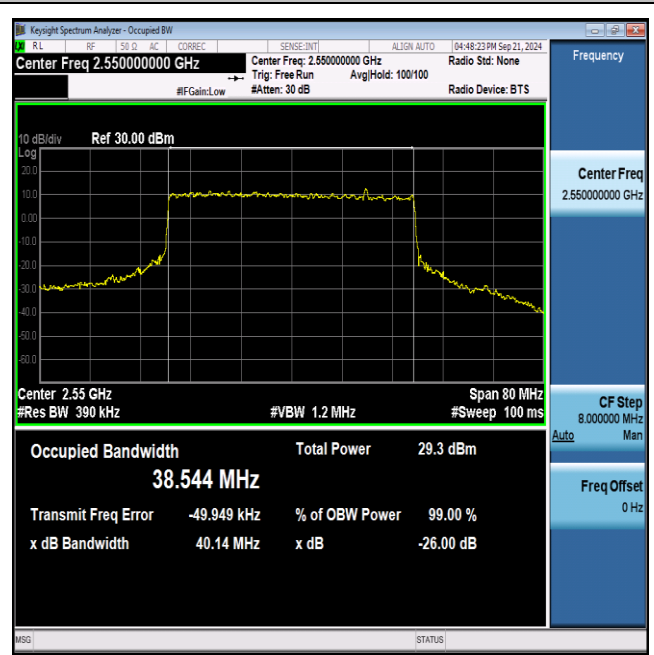 Keysight Spectrum Analyzer - Occupied BW
LXI RL RF 50 Ω AC CORREC SENSE:INT ALIGN AUTO 04:48:23 PM Sep 21, 2024
Center Freq 2.550000000 GHz Center Freq: 2.550000000 GHz Radio Std: None
Trig: Free Run Avg|Hold: 100/100
#IFGain:Low #Atten: 30 dB Radio Device: BTS
10 dB/div Ref 30.00 dBm
Log
20.0
10.0
0.00
-10.0
-20.0
-30.0
-40.0
-50.0
-60.0
Center 2.55 GHz Span 80 MHz
#Res BW 390 kHz #VBW 1.2 MHz #Sweep 100 ms
Occupied Bandwidth Total Power 29.3 dBm
38.544 MHz
Transmit Freq Error -49.949 kHz % of OBW Power 99.00 %
x dB Bandwidth 40.14 MHz x dB -26.00 dB
MSG STATUS
Frequency
Center Freq
2.550000000 GHz
CF Step
8.000000 MHz
Auto Man
Freq Offset
0 Hz